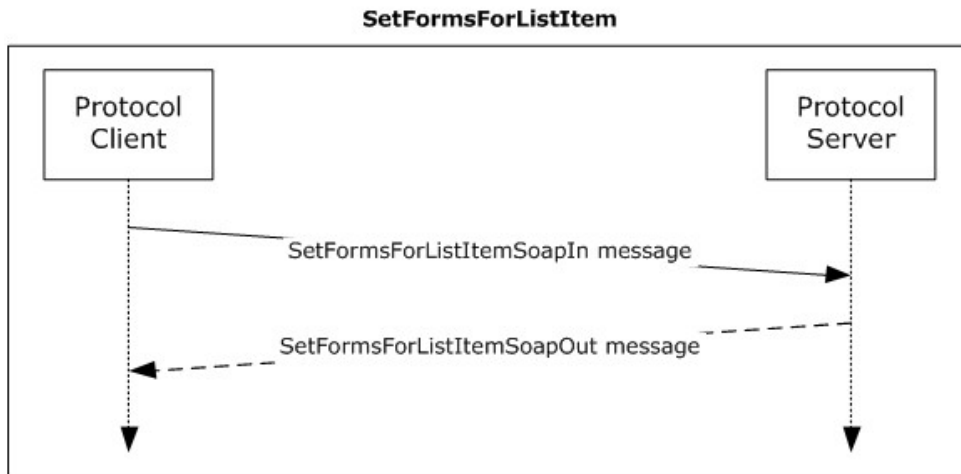 SetFormsForListItem
Protocol
Client
Protocol
Server
SetFormsForListItemSoapIn message
SetFormsForListItemSoapOut message